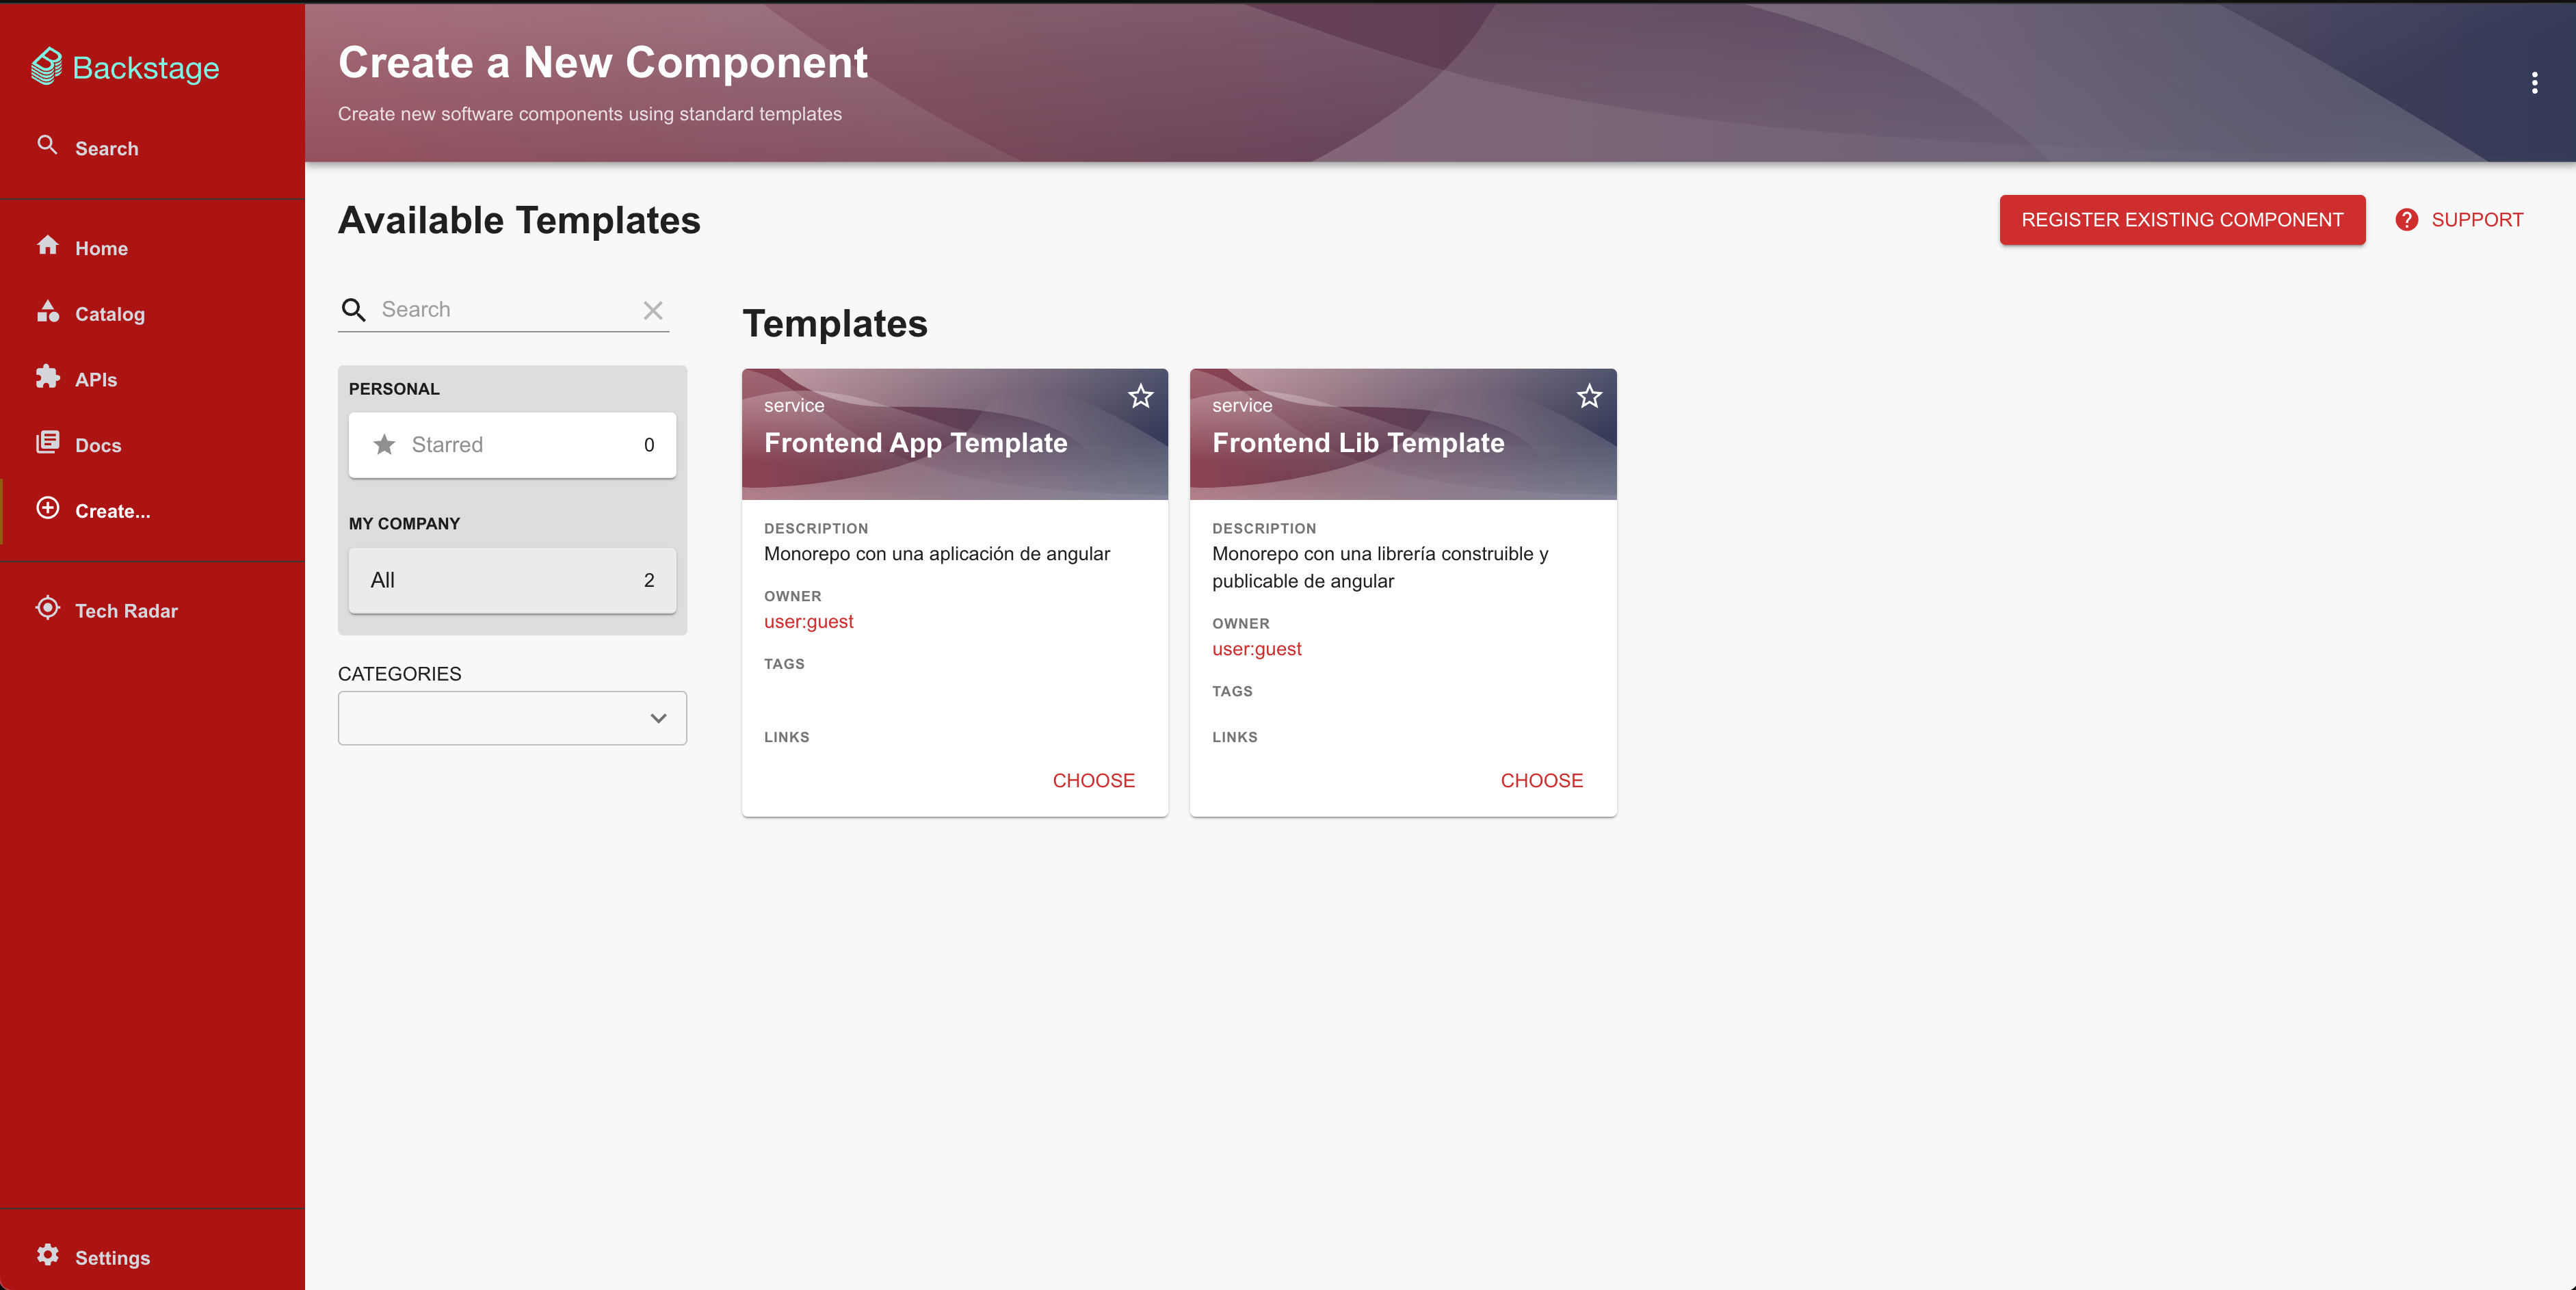 Backstage
Search
Home
Catalog
APIs
Docs
Create...
Tech Radar
Settings
Create a New Component
Create new software components using standard templates
Available Templates
REGISTER EXISTING COMPONENT
SUPPORT
Search
PERSONAL
Starred 0
MY COMPANY
All 2
CATEGORIES
Templates
service
Frontend App Template
DESCRIPTION
Monorepo con una aplicación de angular
OWNER
user:guest
TAGS
LINKS
CHOOSE
service
Frontend Lib Template
DESCRIPTION
Monorepo con una librería construible y
publicable de angular
OWNER
user:guest
TAGS
LINKS
CHOOSE